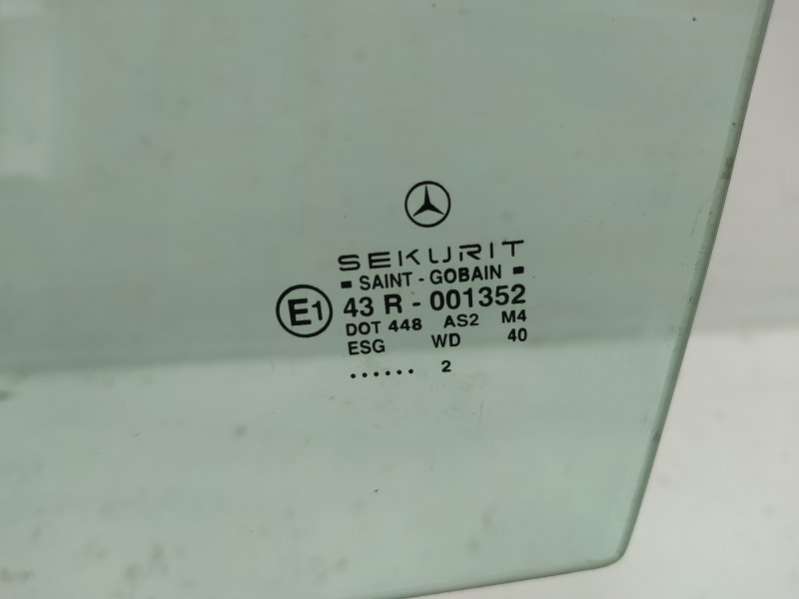 SEKURIT
SAINT - GOBAIN
E1 43 R - 001352
DOT 448 AS2 M4
ESG WD 40
...... 2